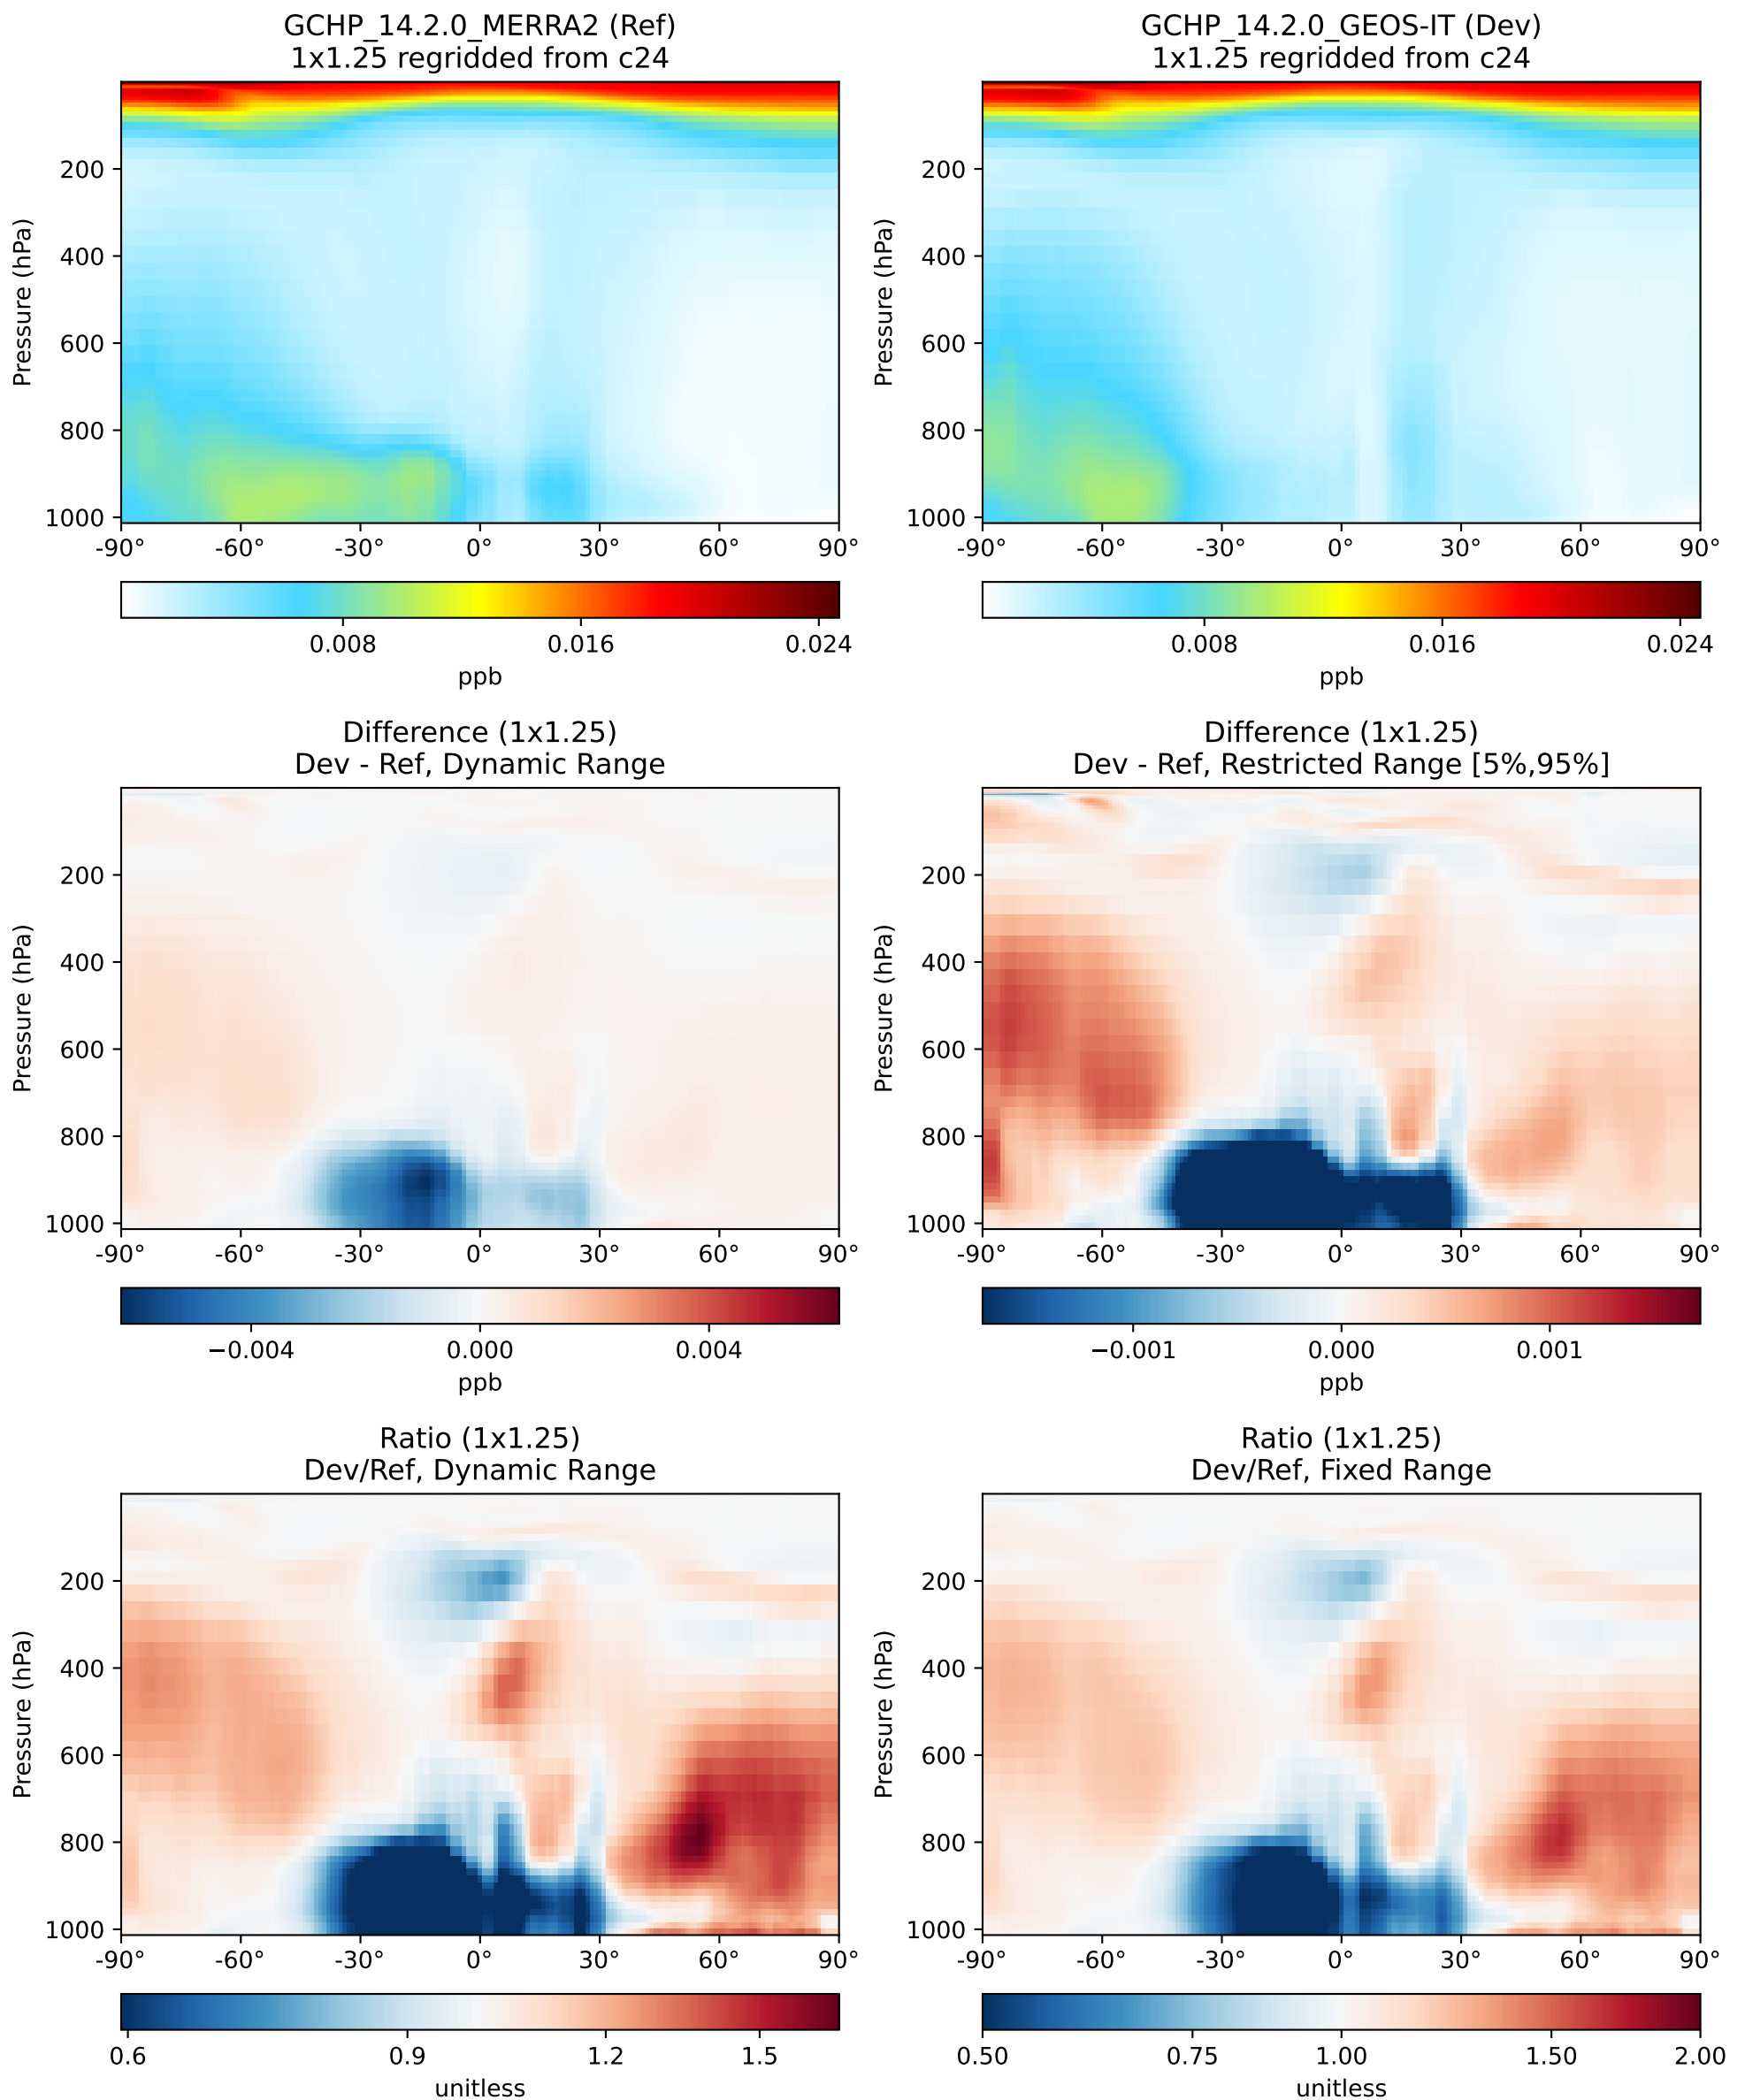 GCHP_14.2.0_MERRA2 (Ref)
1x1.25 regridded from c24
Pressure (hPa)
200
400
600
800
1000
-90° -60° -30° 0° 30° 60° 90°
0.008 0.016 0.024
ppb
GCHP_14.2.0_GEOS-IT (Dev)
1x1.25 regridded from c24
Pressure (hPa)
200
400
600
800
1000
-90° -60° -30° 0° 30° 60° 90°
0.008 0.016 0.024
ppb
Difference (1x1.25)
Dev - Ref, Dynamic Range
Pressure (hPa)
200
400
600
800
1000
-90° -60° -30° 0° 30° 60° 90°
−0.004 0.000 0.004
ppb
Difference (1x1.25)
Dev - Ref, Restricted Range [5%,95%]
Pressure (hPa)
200
400
600
800
1000
-90° -60° -30° 0° 30° 60° 90°
−0.001 0.000 0.001
ppb
Ratio (1x1.25)
Dev/Ref, Dynamic Range
Pressure (hPa)
200
400
600
800
1000
-90° -60° -30° 0° 30° 60° 90°
0.6 0.9 1.2 1.5
unitless
Ratio (1x1.25)
Dev/Ref, Fixed Range
Pressure (hPa)
200
400
600
800
1000
-90° -60° -30° 0° 30° 60° 90°
0.50 0.75 1.00 1.50 2.00
unitless